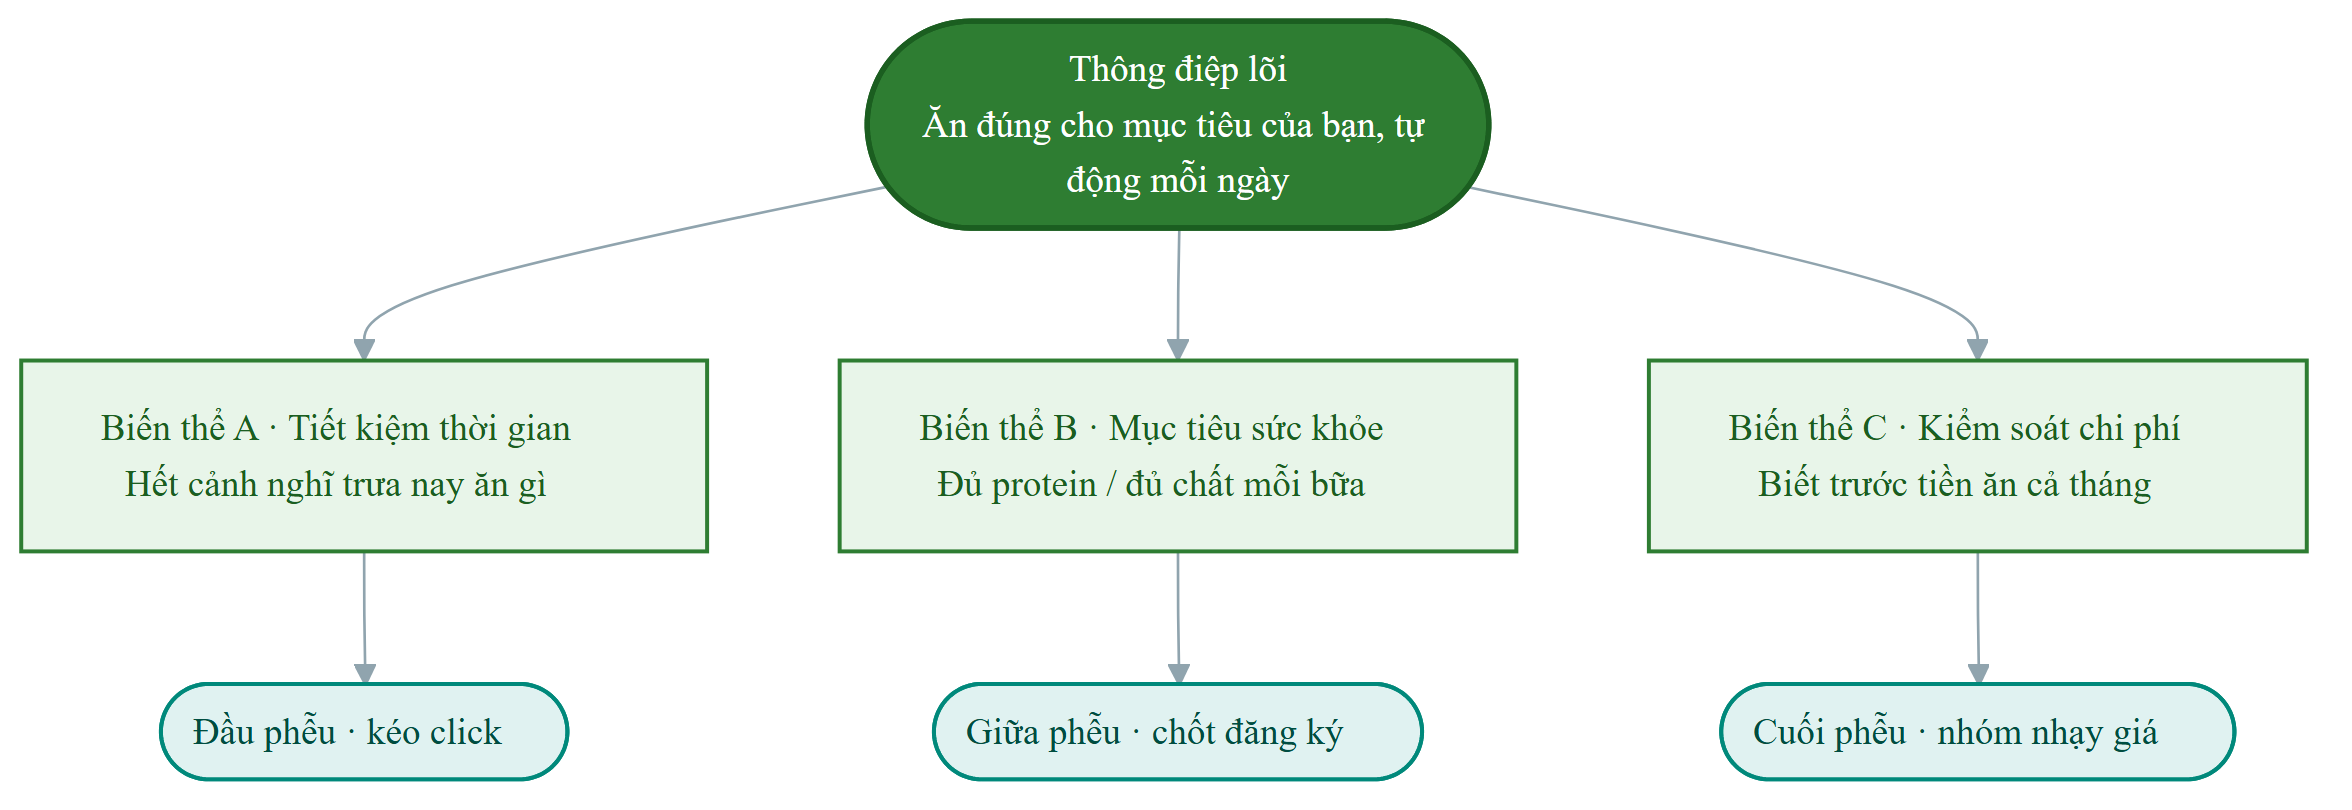 Thông điệp lõi
Ăn đúng cho mục tiêu của bạn, tự
động mỗi ngày
Biến thể A · Tiết kiệm thời gian
Hết cảnh nghĩ trưa nay ăn gì
Biến thể B · Mục tiêu sức khỏe
Đủ protein / đủ chất mỗi bữa
Biến thể C · Kiểm soát chi phí
Biết trước tiền ăn cả tháng
Đầu phễu · kéo click
Giữa phễu · chốt đăng ký
Cuối phễu · nhóm nhạy giá